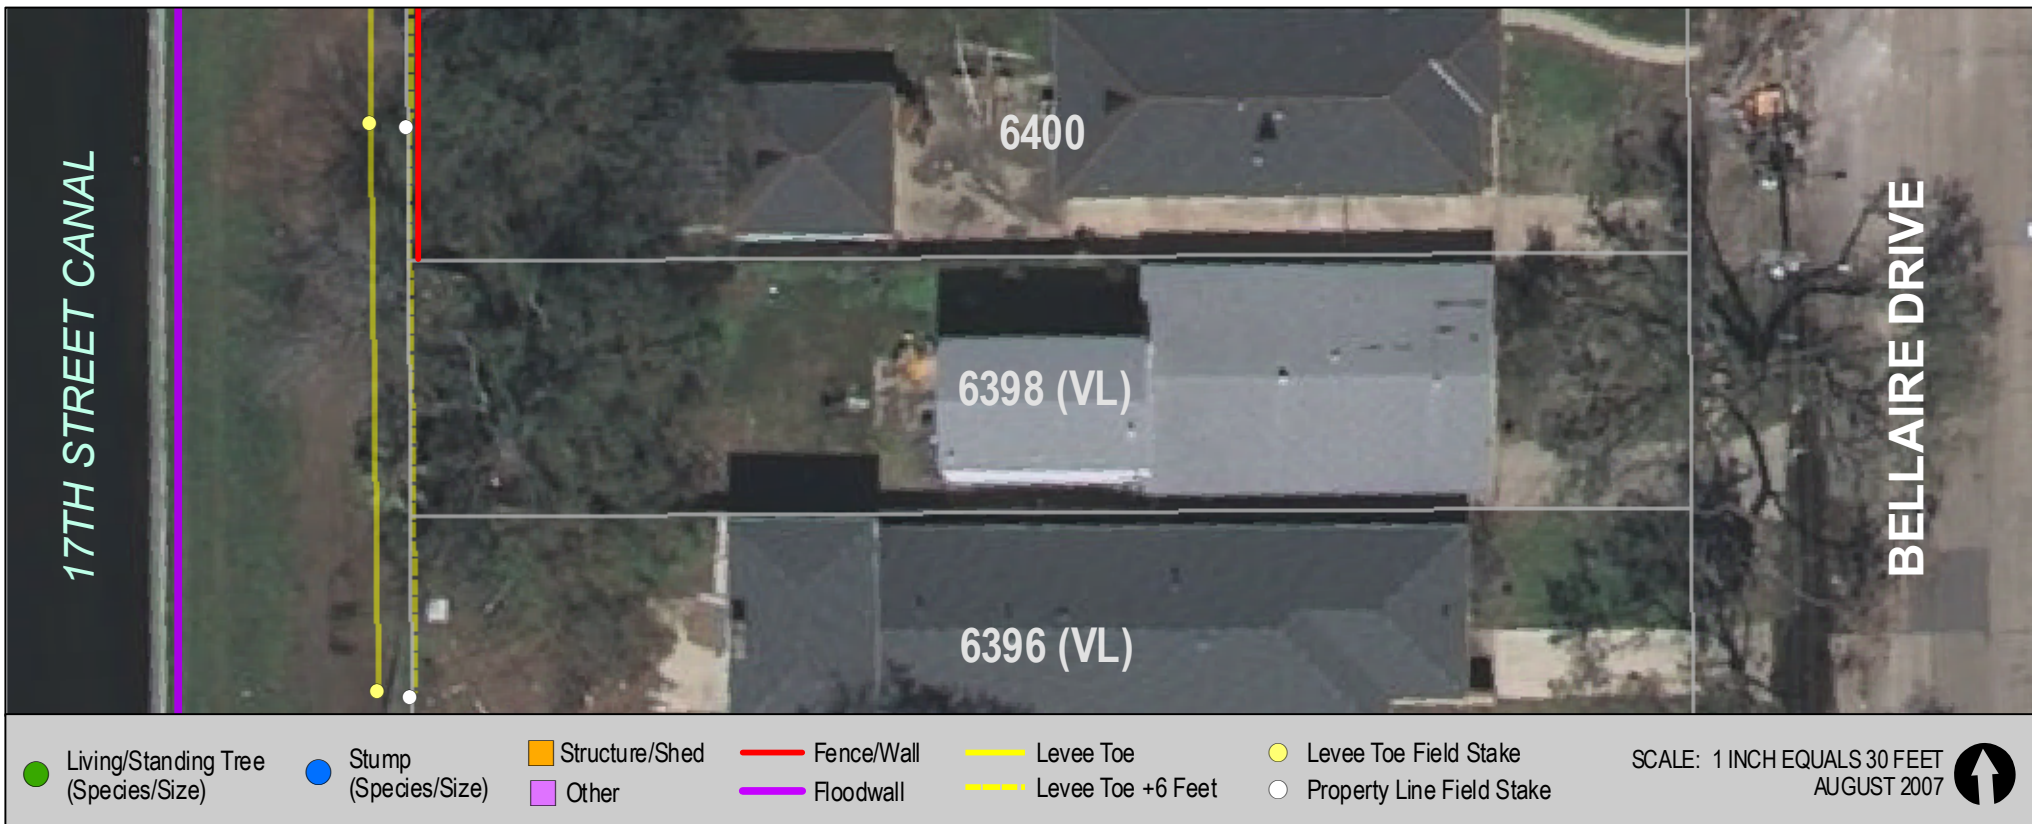 17TH STREET CANAL
6400
6398 (VL)
6396 (VL)
BELLAIRE DRIVE
Living/Standing Tree
(Species/Size)
Stump
(Species/Size)
Structure/Shed
Other
Fence/Wall
Floodwall
Levee Toe
Levee Toe +6 Feet
Levee Toe Field Stake
Property Line Field Stake
SCALE: 1 INCH EQUALS 30 FEET
AUGUST 2007